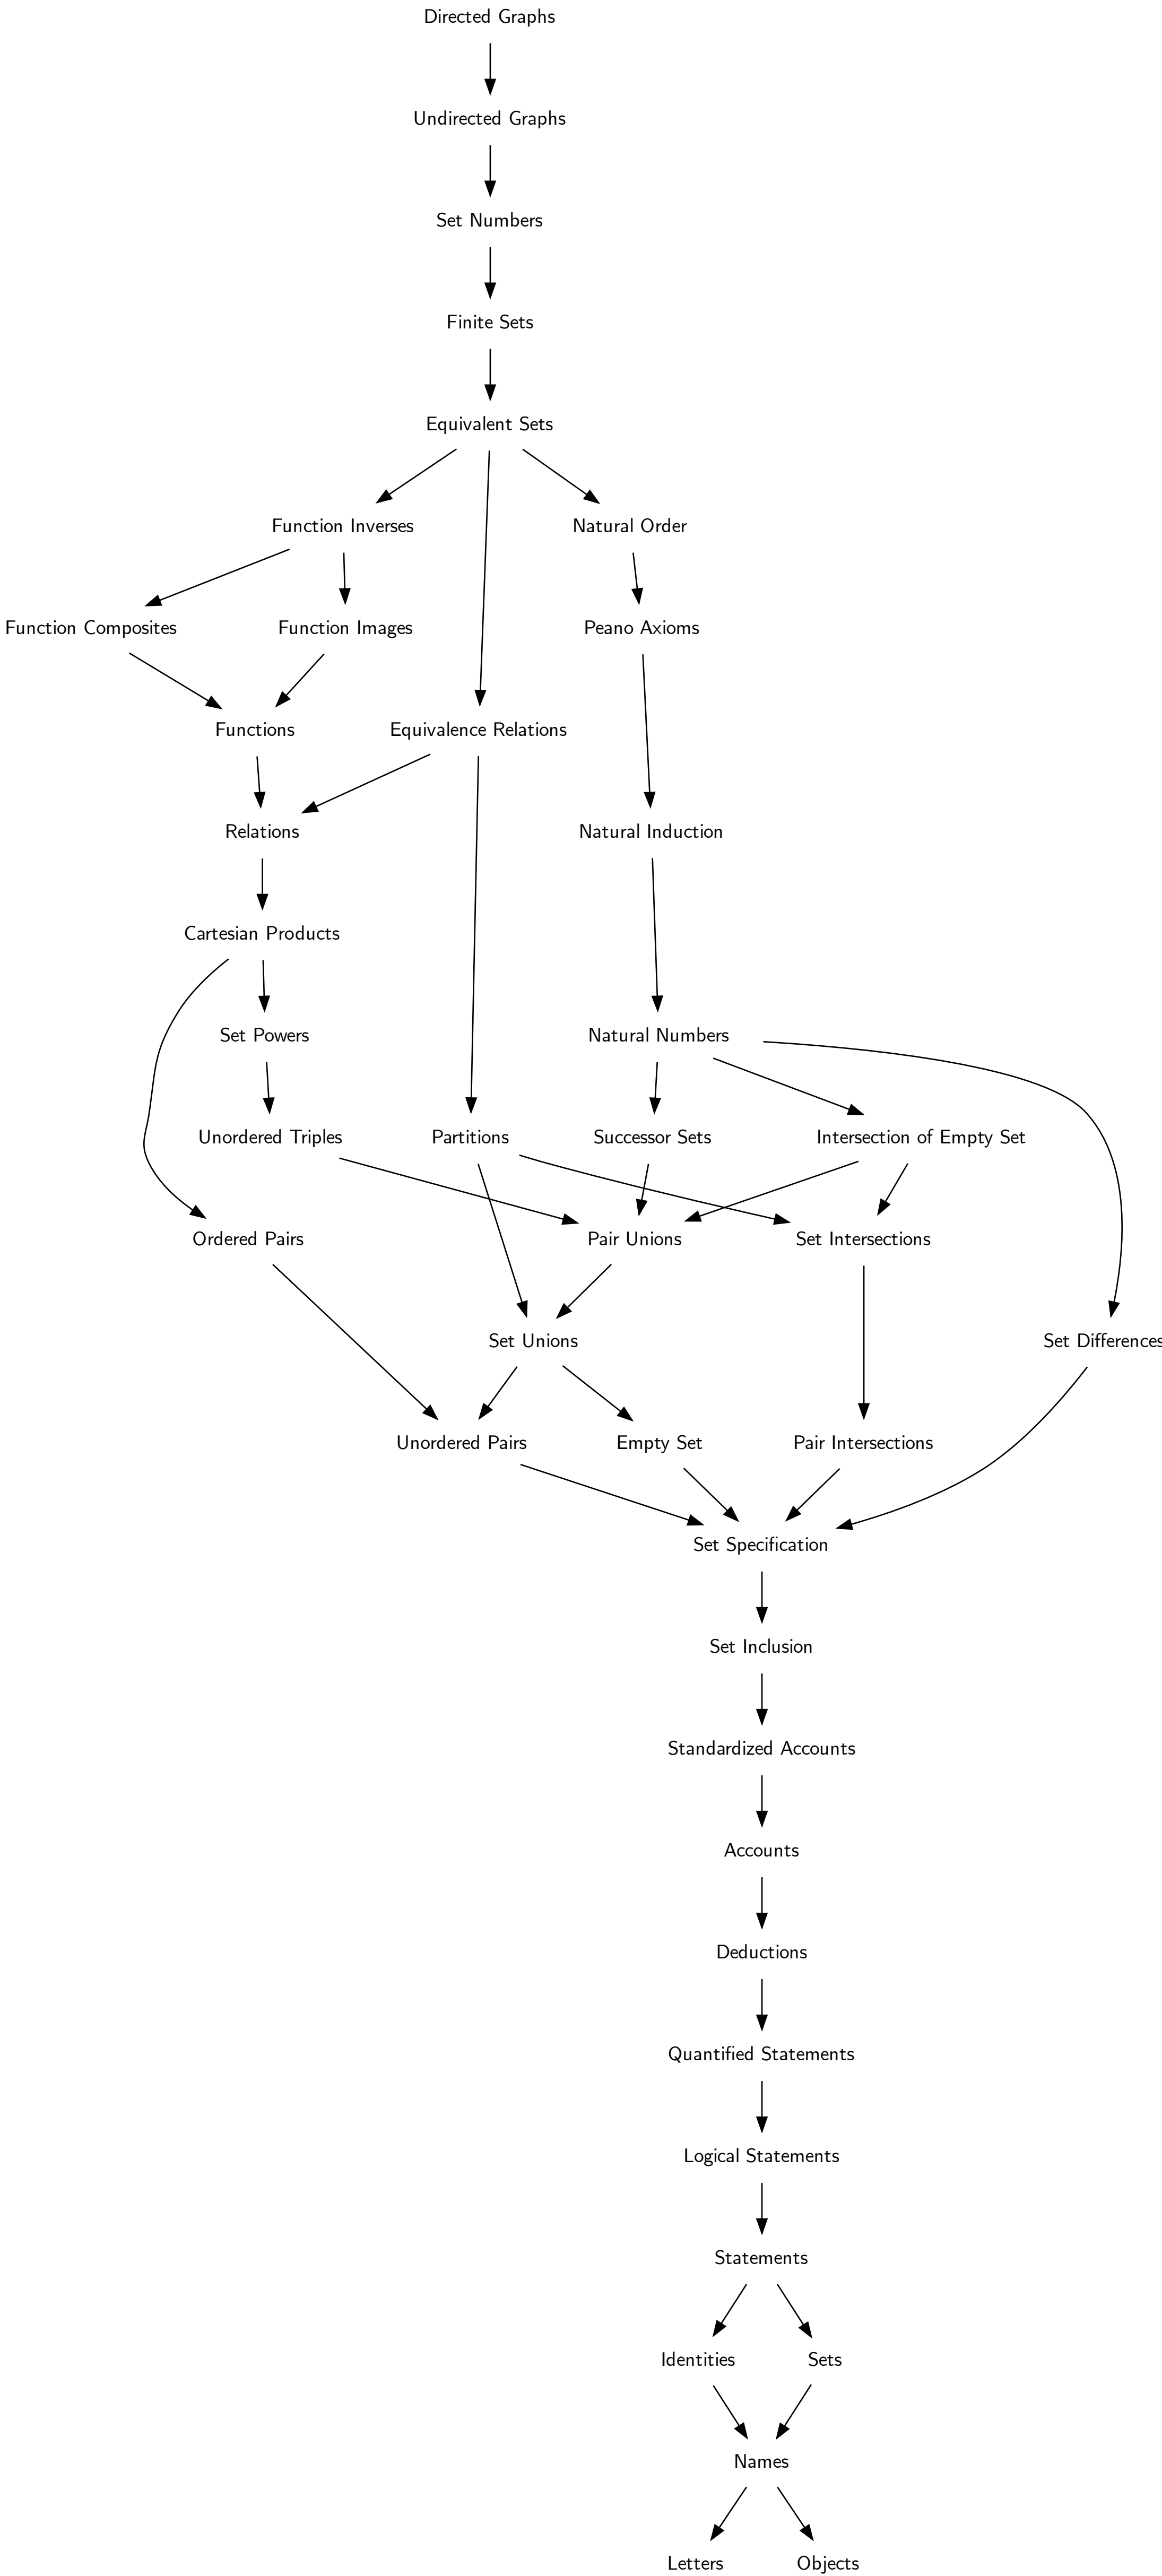 Directed Graphs
Undirected Graphs
Set Numbers
Finite Sets
Equivalent Sets
Function Inverses
Natural Order
Function Composites
Function Images
Peano Axioms
Functions
Equivalence Relations
Relations
Natural Induction
Cartesian Products
Set Powers
Natural Numbers
Unordered Triples
Partitions
Successor Sets
Intersection of Empty Set
Ordered Pairs
Pair Unions
Set Intersections
Set Unions
Set Differences
Unordered Pairs
Empty Set
Pair Intersections
Set Specification
Set Inclusion
Standardized Accounts
Accounts
Deductions
Quantified Statements
Logical Statements
Statements
Identities
Sets
Names
Letters
Objects